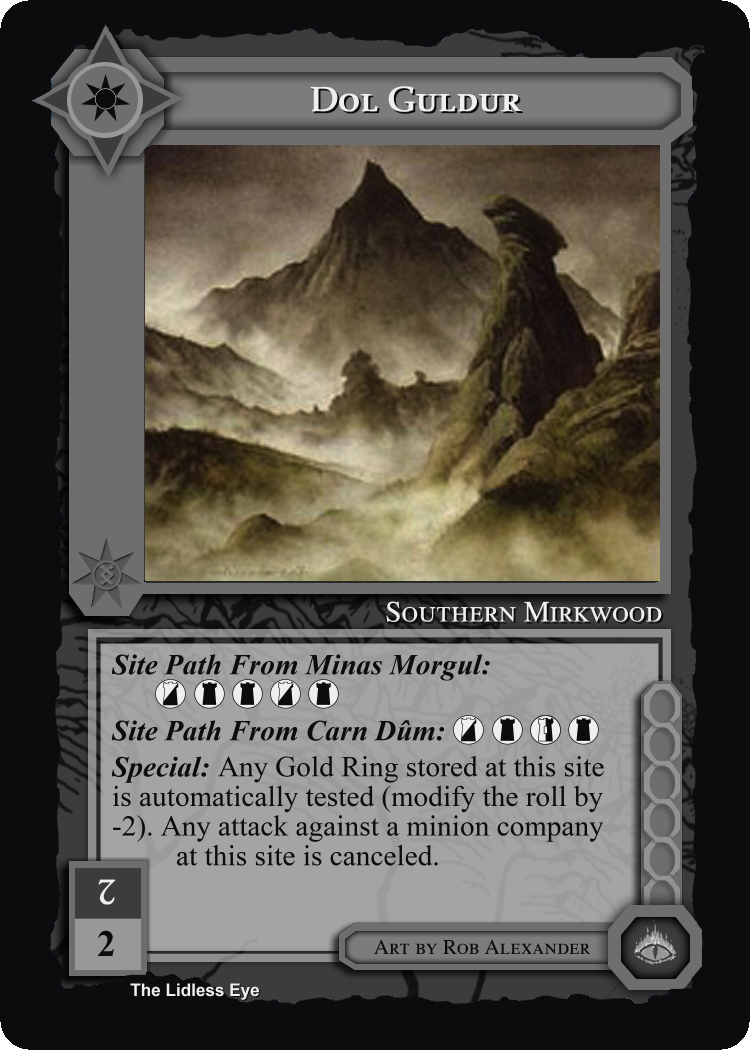 Dol Guldur
Southern Mirkwood
Site Path From Minas Morgul:
Site Path From Carn Dûm:
Special: Any Gold Ring stored at this site
is automatically tested (modify the roll by
-2). Any attack against a minion company
at this site is canceled.
2
2
Art by Rob Alexander
The Lidless Eye